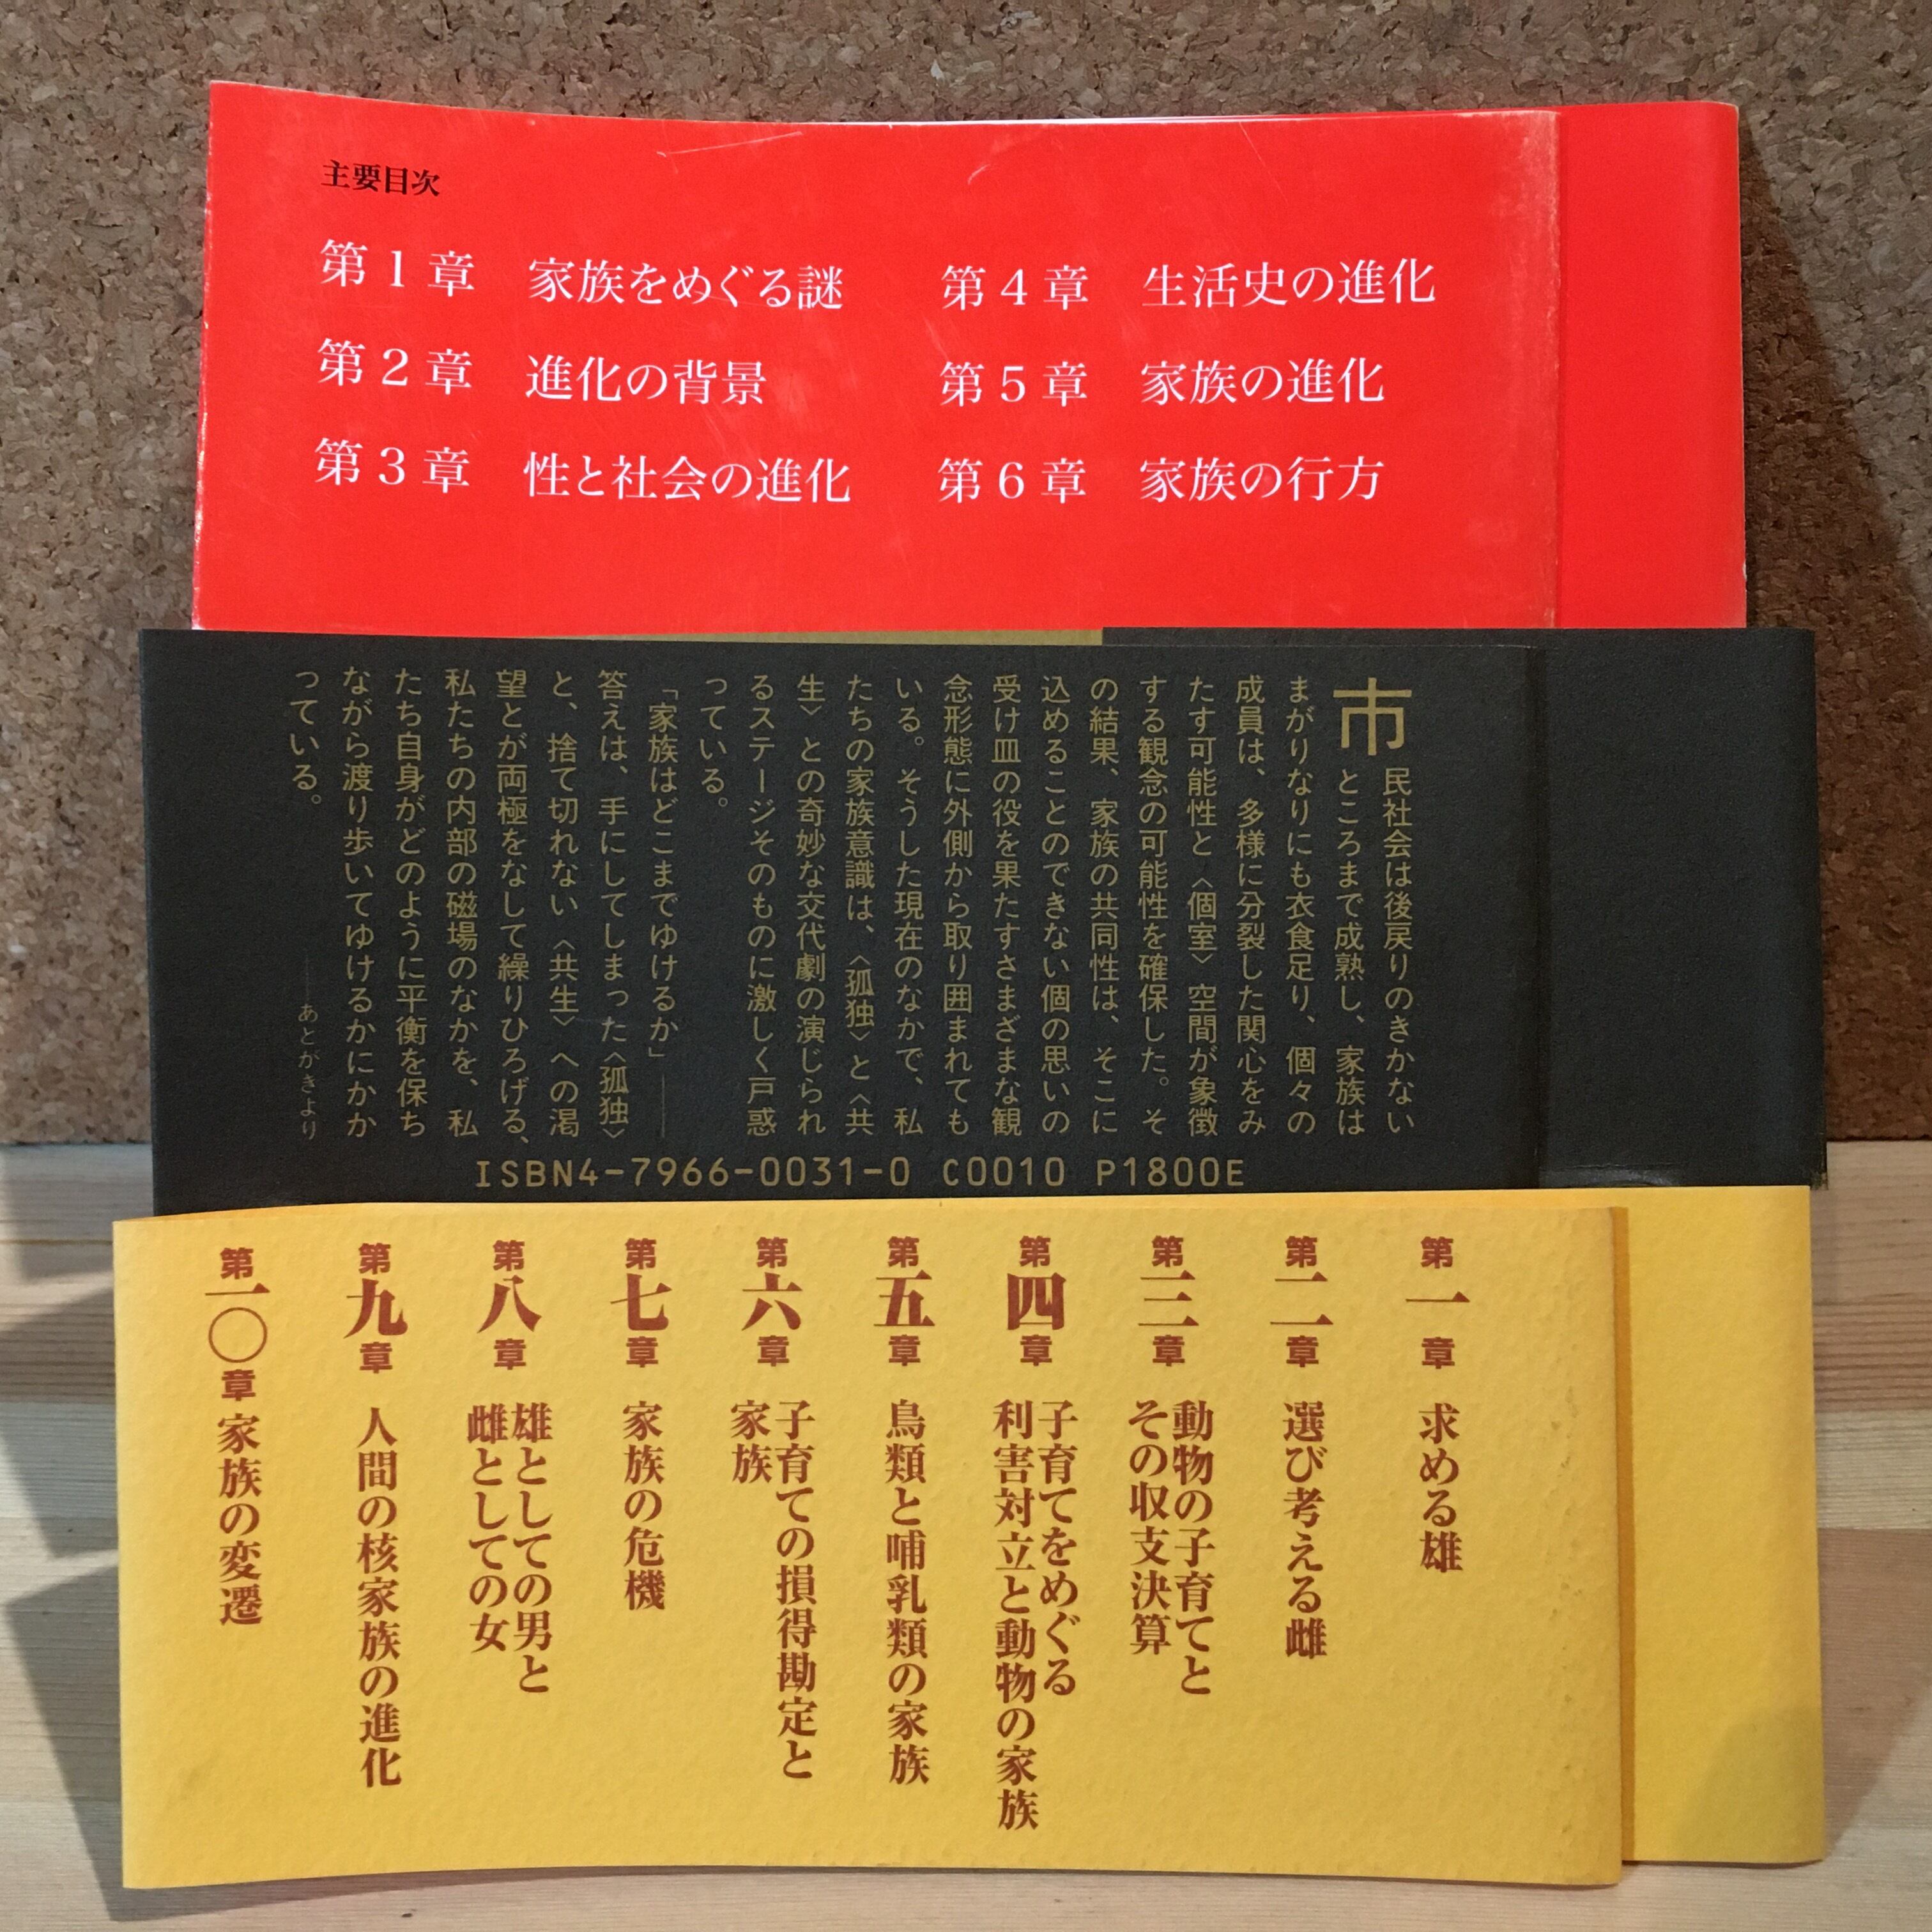 主要目次
第1章　家族をめぐる謎
第2章　進化の背景
第3章　性と社会の進化
第4章　生活史の進化
第5章　家族の進化
第6章　家族の行方
市民社会は後戻りのきかない
ところまで成熟し、家族は
まがりなりにも衣食足り、個々の
成員は、多様に分裂した関心をみ
たす可能性と〈個室〉空間が象徴
する観念の可能性を確保した。そ
の結果、家族の共同性は、そこに
込めることのできない個の思いの
受け皿の役を果たすさまざまな観
念形態に外側から取り囲まれても
いる。そうした現在のなかで、私
たちの家族意識は、〈孤独〉と〈共
生〉との奇妙な交代劇の演じられ
るステージそのものに激しく戸惑
っている。
「家族はどこまでゆけるか」――
答えは、手にしてしまった〈孤独〉
と、捨て切れない〈共生〉への渇
望とが両極をなして繰りひろげる、
私たちの内部の磁場のなかを、私
たち自身がどのように平衡を保ち
ながら渡り歩いてゆけるかにかか
っている。
――あとがきより
ISBN4-7966-0031-0 C0010 P1800E
第一章　求める雄
第二章　選び考える雌
第三章　動物の子育てと
その収支決算
第四章　子育てをめぐる
利害対立と動物の家族
第五章　鳥類と哺乳類の家族
第六章　子育ての損得勘定と
家族
第七章　家族の危機
第八章　雄としての男と
雌としての女
第九章　人間の核家族の進化
第一〇章　家族の変遷